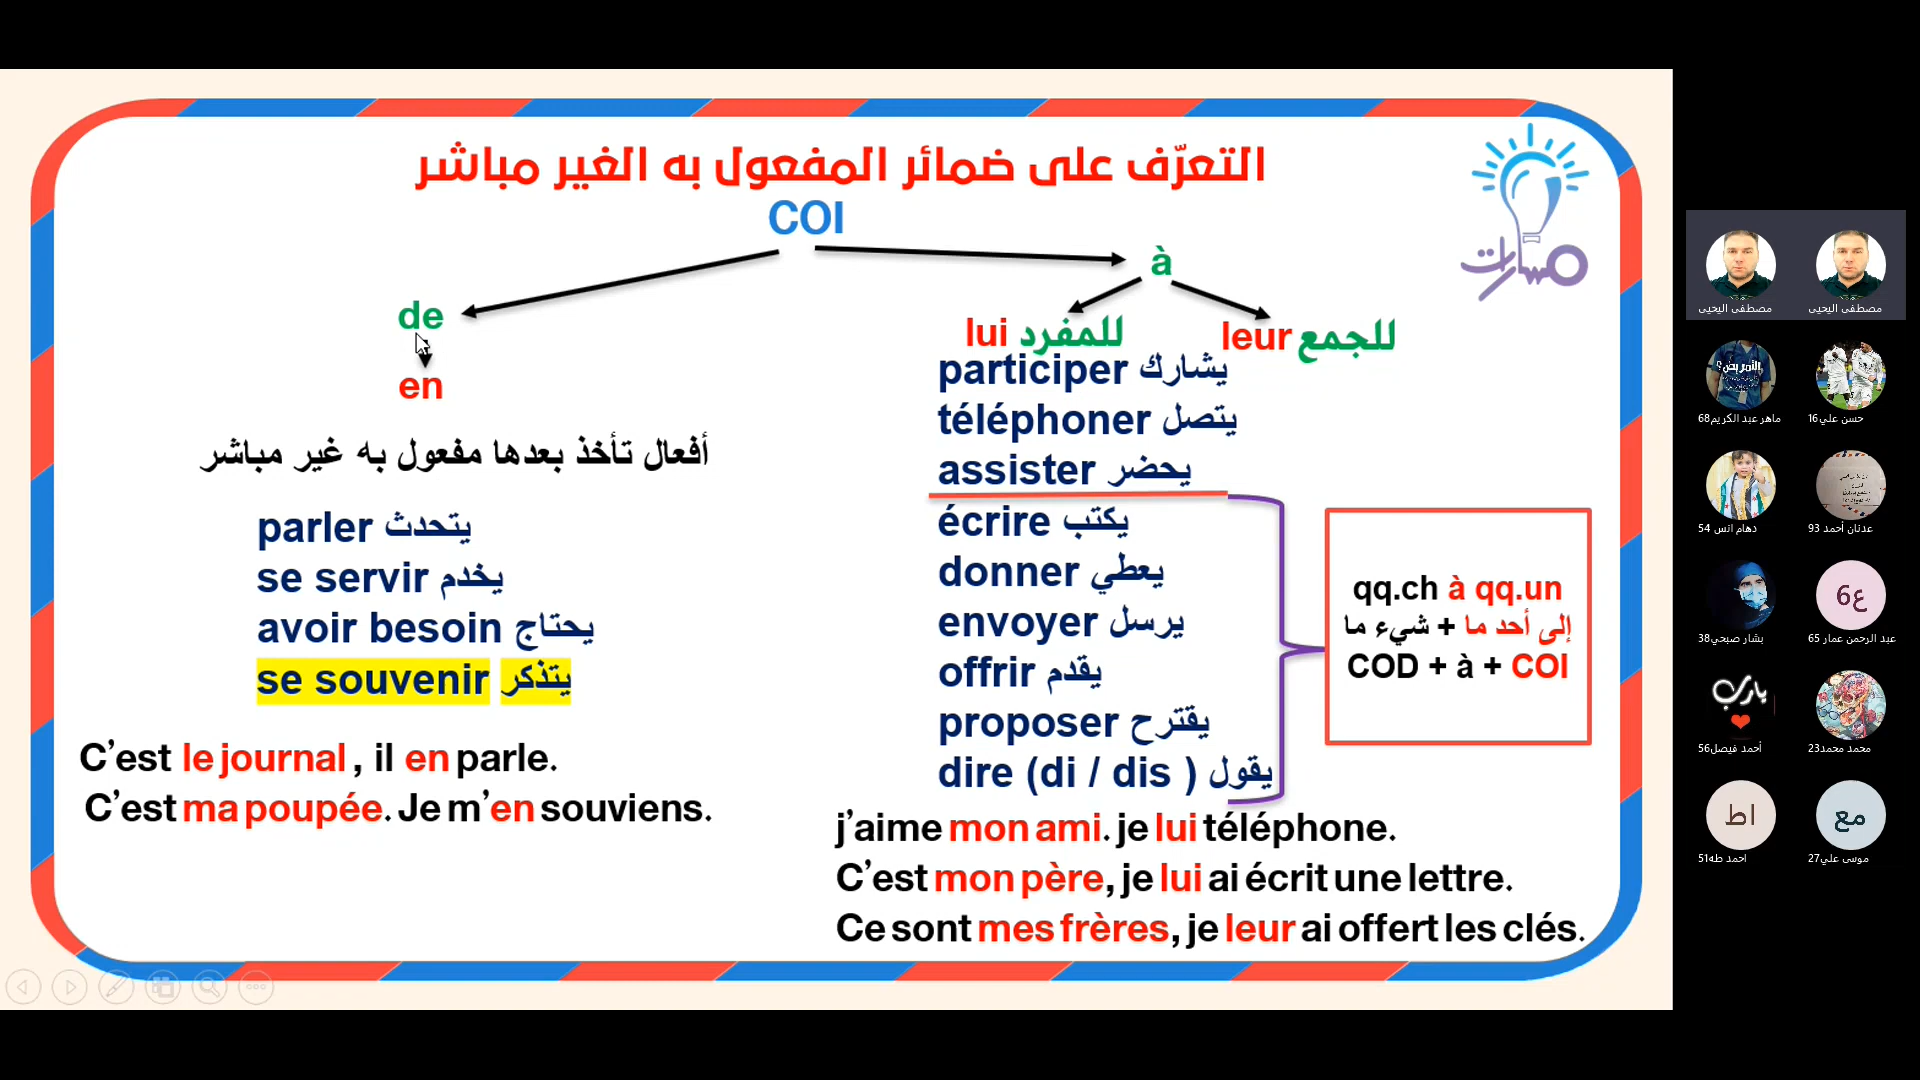 التعرّف على ضمائر المفعول به الغير مباشر
COI
مسارات
à
de
en
lui للمفرد
leur للجمع
أفعال تأخذ بعدها مفعول به غير مباشر
parler يتحدث
se servir يخدم
avoir besoin يحتاج
se souvenir يتذكر
C’est le journal , il en parle.
C’est ma poupée. Je m’en souviens.
participer يشارك
téléphoner يتصل
assister يحضر
écrire يكتب
donner يعطي
envoyer يرسل
offrir يقدم
proposer يقترح
dire (di / dis ) يقول
qq.ch à qq.un
إلى أحد ما + شيء ما
COD + à + COI
j’aime mon ami. je lui téléphone.
C’est mon père, je lui ai écrit une lettre.
Ce sont mes frères, je leur ai offert les clés.
مصطفى اليحيى
مصطفى اليحيى
ماهر عبد الكريم68
حسن علي16
دهام انس 54
عدنان أحمد 93
بشار صبحي38
ع6
عبد الرحمن عمار 65
يارب
أحمد فيصل56
محمد محمد23
اط
احمد طه51
مع
موسى علي27